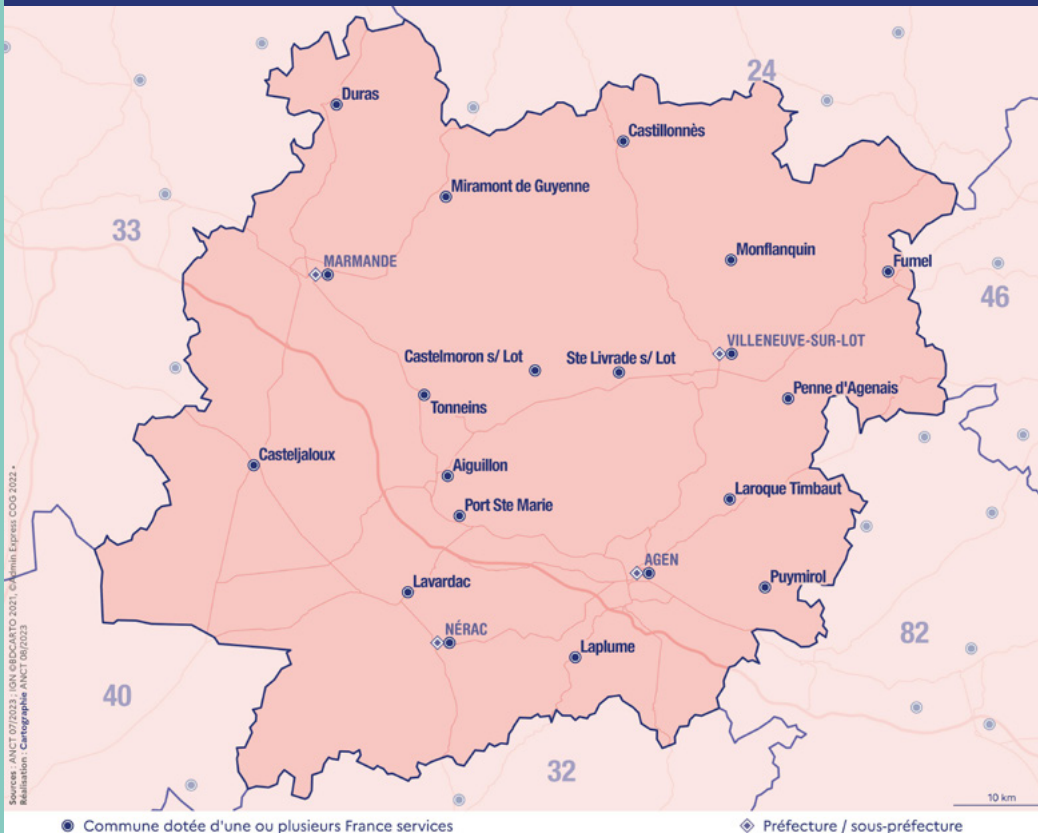 24
Duras
Castillonnès
Miramont de Guyenne
33
Monflanquin
MARMANDE
Fumel
46
VILLENEUVE-SUR-LOT
Castelmoron s/ Lot
Ste Livrade s/ Lot
Penne d'Agenais
Tonneins
Casteljaloux
Aiguillon
Laroque Timbaut
Port Ste Marie
AGEN
Puymirol
Lavardac
82
NÉRAC
Laplume
40
32
10 km
Sources : ANCT 07/2023 ; IGN ©BDCARTO 2021, ©Admin Express COG 2022 •
Réalisation : Cartographie ANCT 08/2023
Commune dotée d'une ou plusieurs France services
Préfecture / sous-préfecture